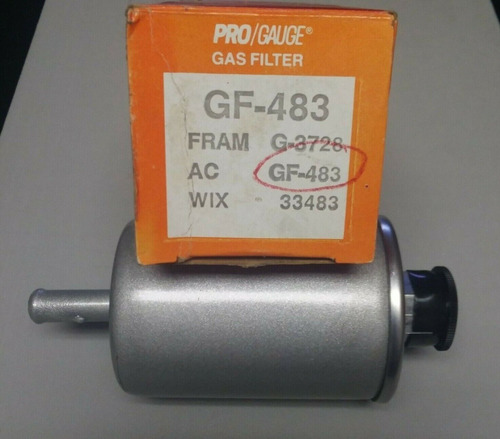 PRO/GAUGE®
GAS FILTER
GF-483
FRAM G-3726
AC GF-483
WIX - 33483